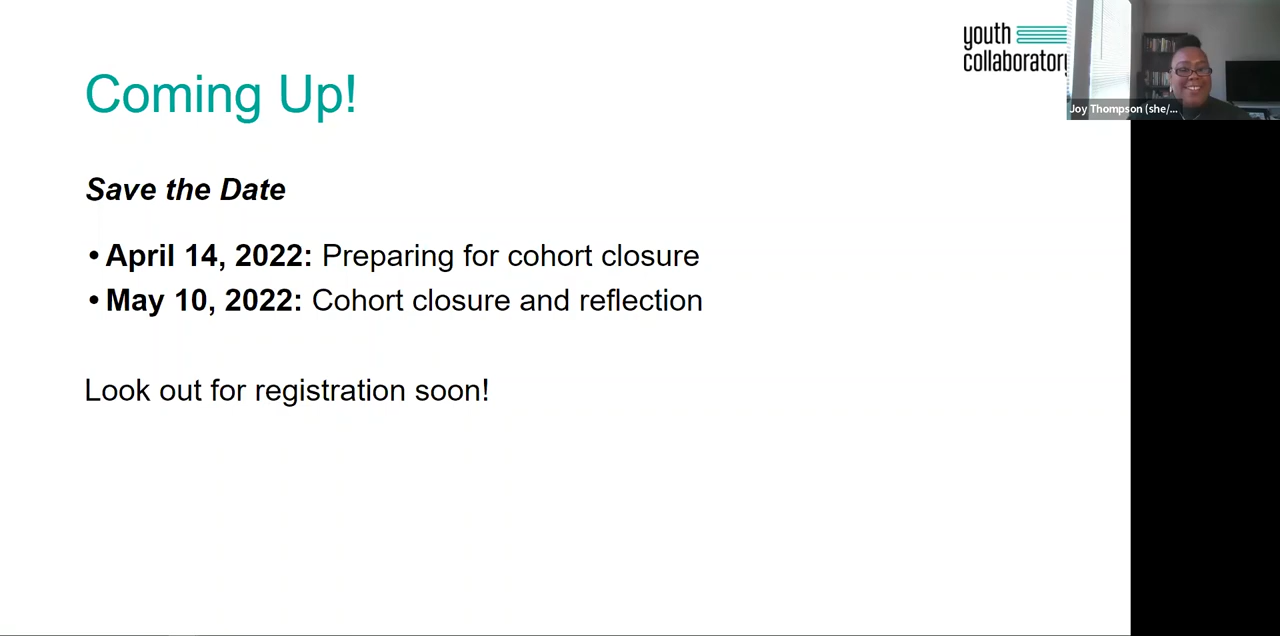 Coming Up!
youth
collaboratory
Joy Thompson (she/...
Save the Date
• April 14, 2022: Preparing for cohort closure
• May 10, 2022: Cohort closure and reflection
Look out for registration soon!